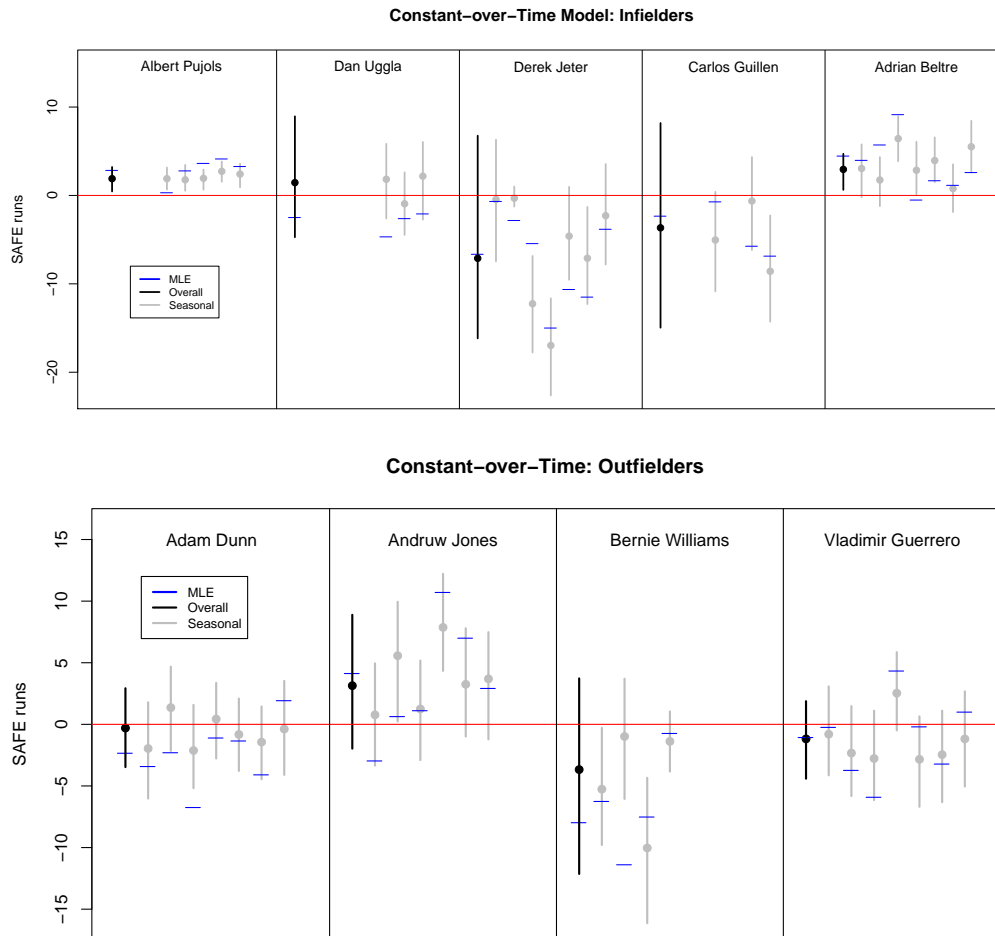 Constant−over−Time Model: Infielders
Albert Pujols
Dan Uggla
Derek Jeter
Carlos Guillen
Adrian Beltre
SAFE runs
10
0
−10
−20
MLE
Overall
Seasonal
Constant−over−Time: Outfielders
Adam Dunn
Andruw Jones
Bernie Williams
Vladimir Guerrero
SAFE runs
15
10
5
0
−5
−10
−15
MLE
Overall
Seasonal